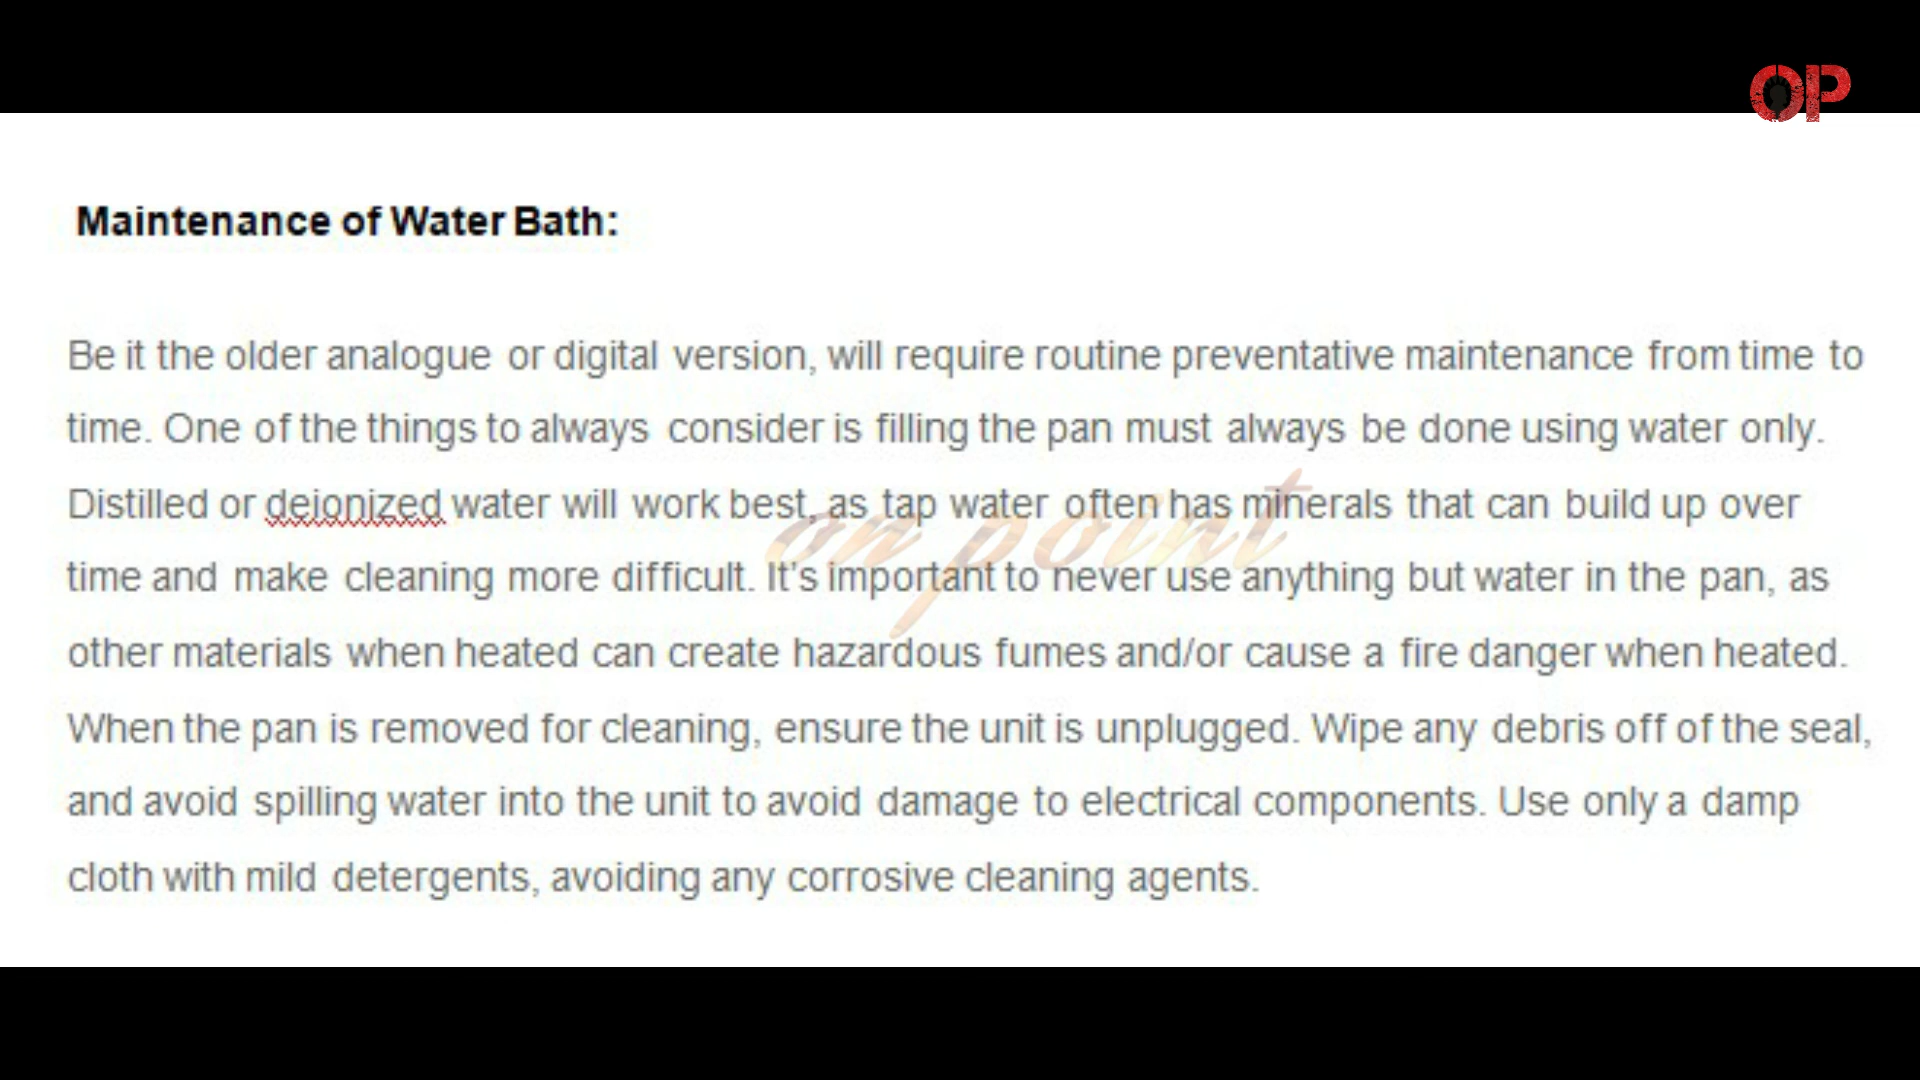 OP
Maintenance of Water Bath:
Be it the older analogue or digital version, will require routine preventative maintenance from time to
time. One of the things to always consider is filling the pan must always be done using water only.
Distilled or deionized water will work best, as tap water often has minerals that can build up over
time and make cleaning more difficult. It's important to never use anything but water in the pan, as
other materials when heated can create hazardous fumes and/or cause a fire danger when heated.
When the pan is removed for cleaning, ensure the unit is unplugged. Wipe any debris off of the seal,
and avoid spilling water into the unit to avoid damage to electrical components. Use only a damp
cloth with mild detergents, avoiding any corrosive cleaning agents.
on point